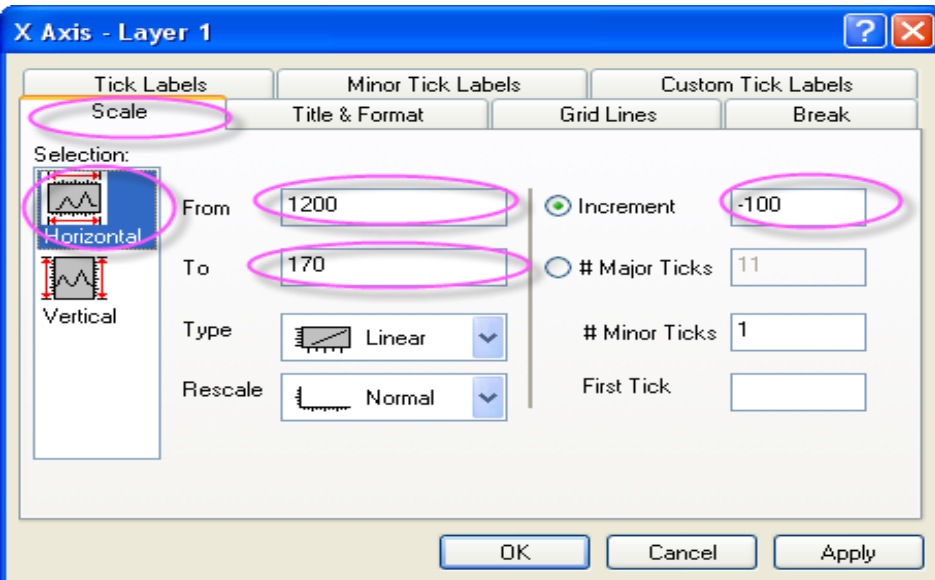 X Axis - Layer 1
Tick Labels Minor Tick Labels Custom Tick Labels
Scale Title & Format Grid Lines Break
Selection:
Horizontal
Vertical
From 1200
To 170
Type Linear
Rescale Normal
Increment -100
# Major Ticks 11
# Minor Ticks 1
First Tick
OK Cancel Apply